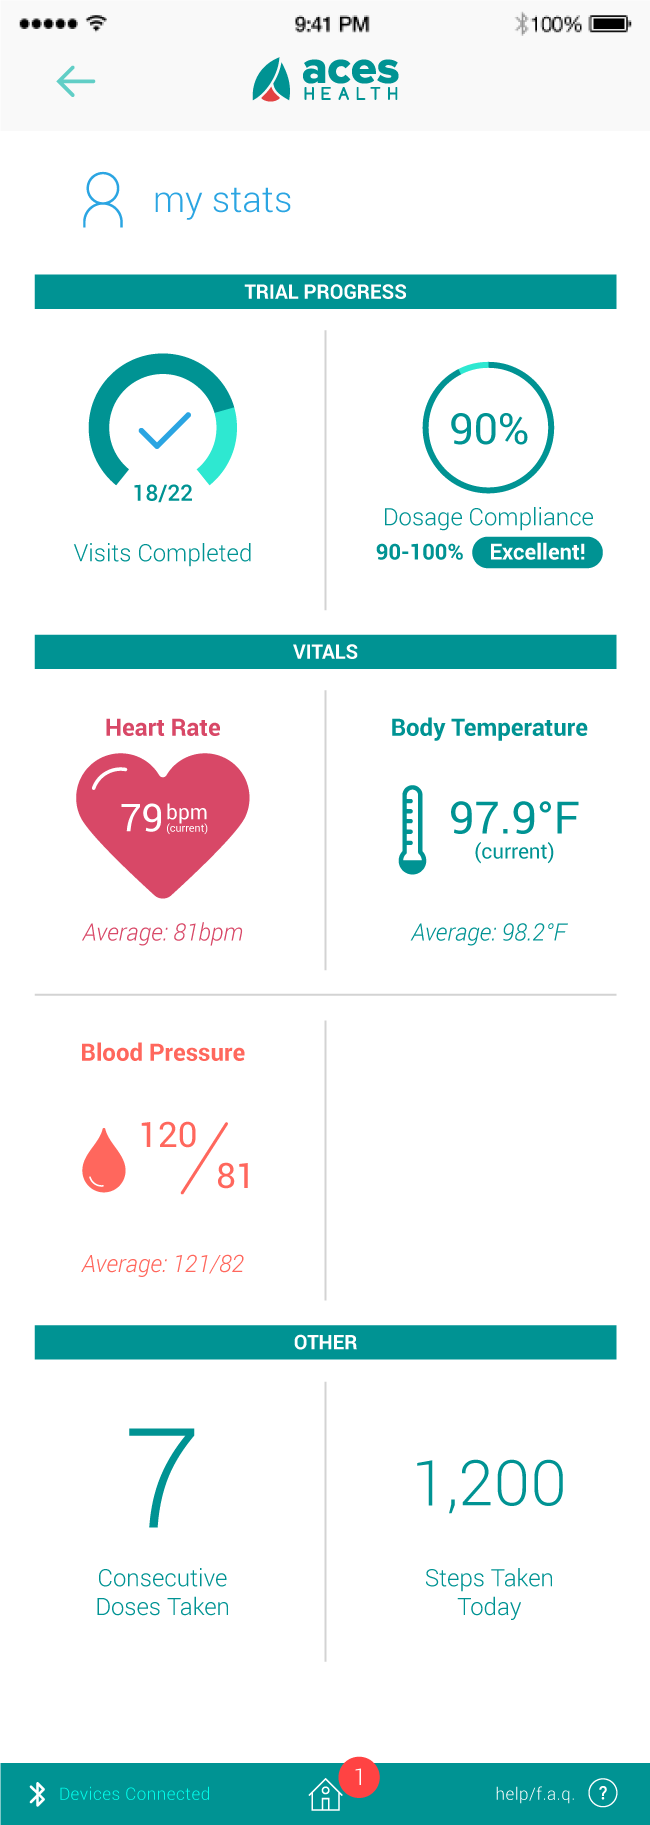 9:41 PM
100%
aces
HEALTH
my stats
TRIAL PROGRESS
18/22
Visits Completed
90%
Dosage Compliance
90-100% Excellent!
VITALS
Heart Rate
79 bpm
(current)
Average: 81bpm
Body Temperature
97.9°F
(current)
Average: 98.2°F
Blood Pressure
120/81
Average: 121/82
OTHER
7
Consecutive
Doses Taken
1,200
Steps Taken
Today
Devices Connected
1
help/f.a.q. ?